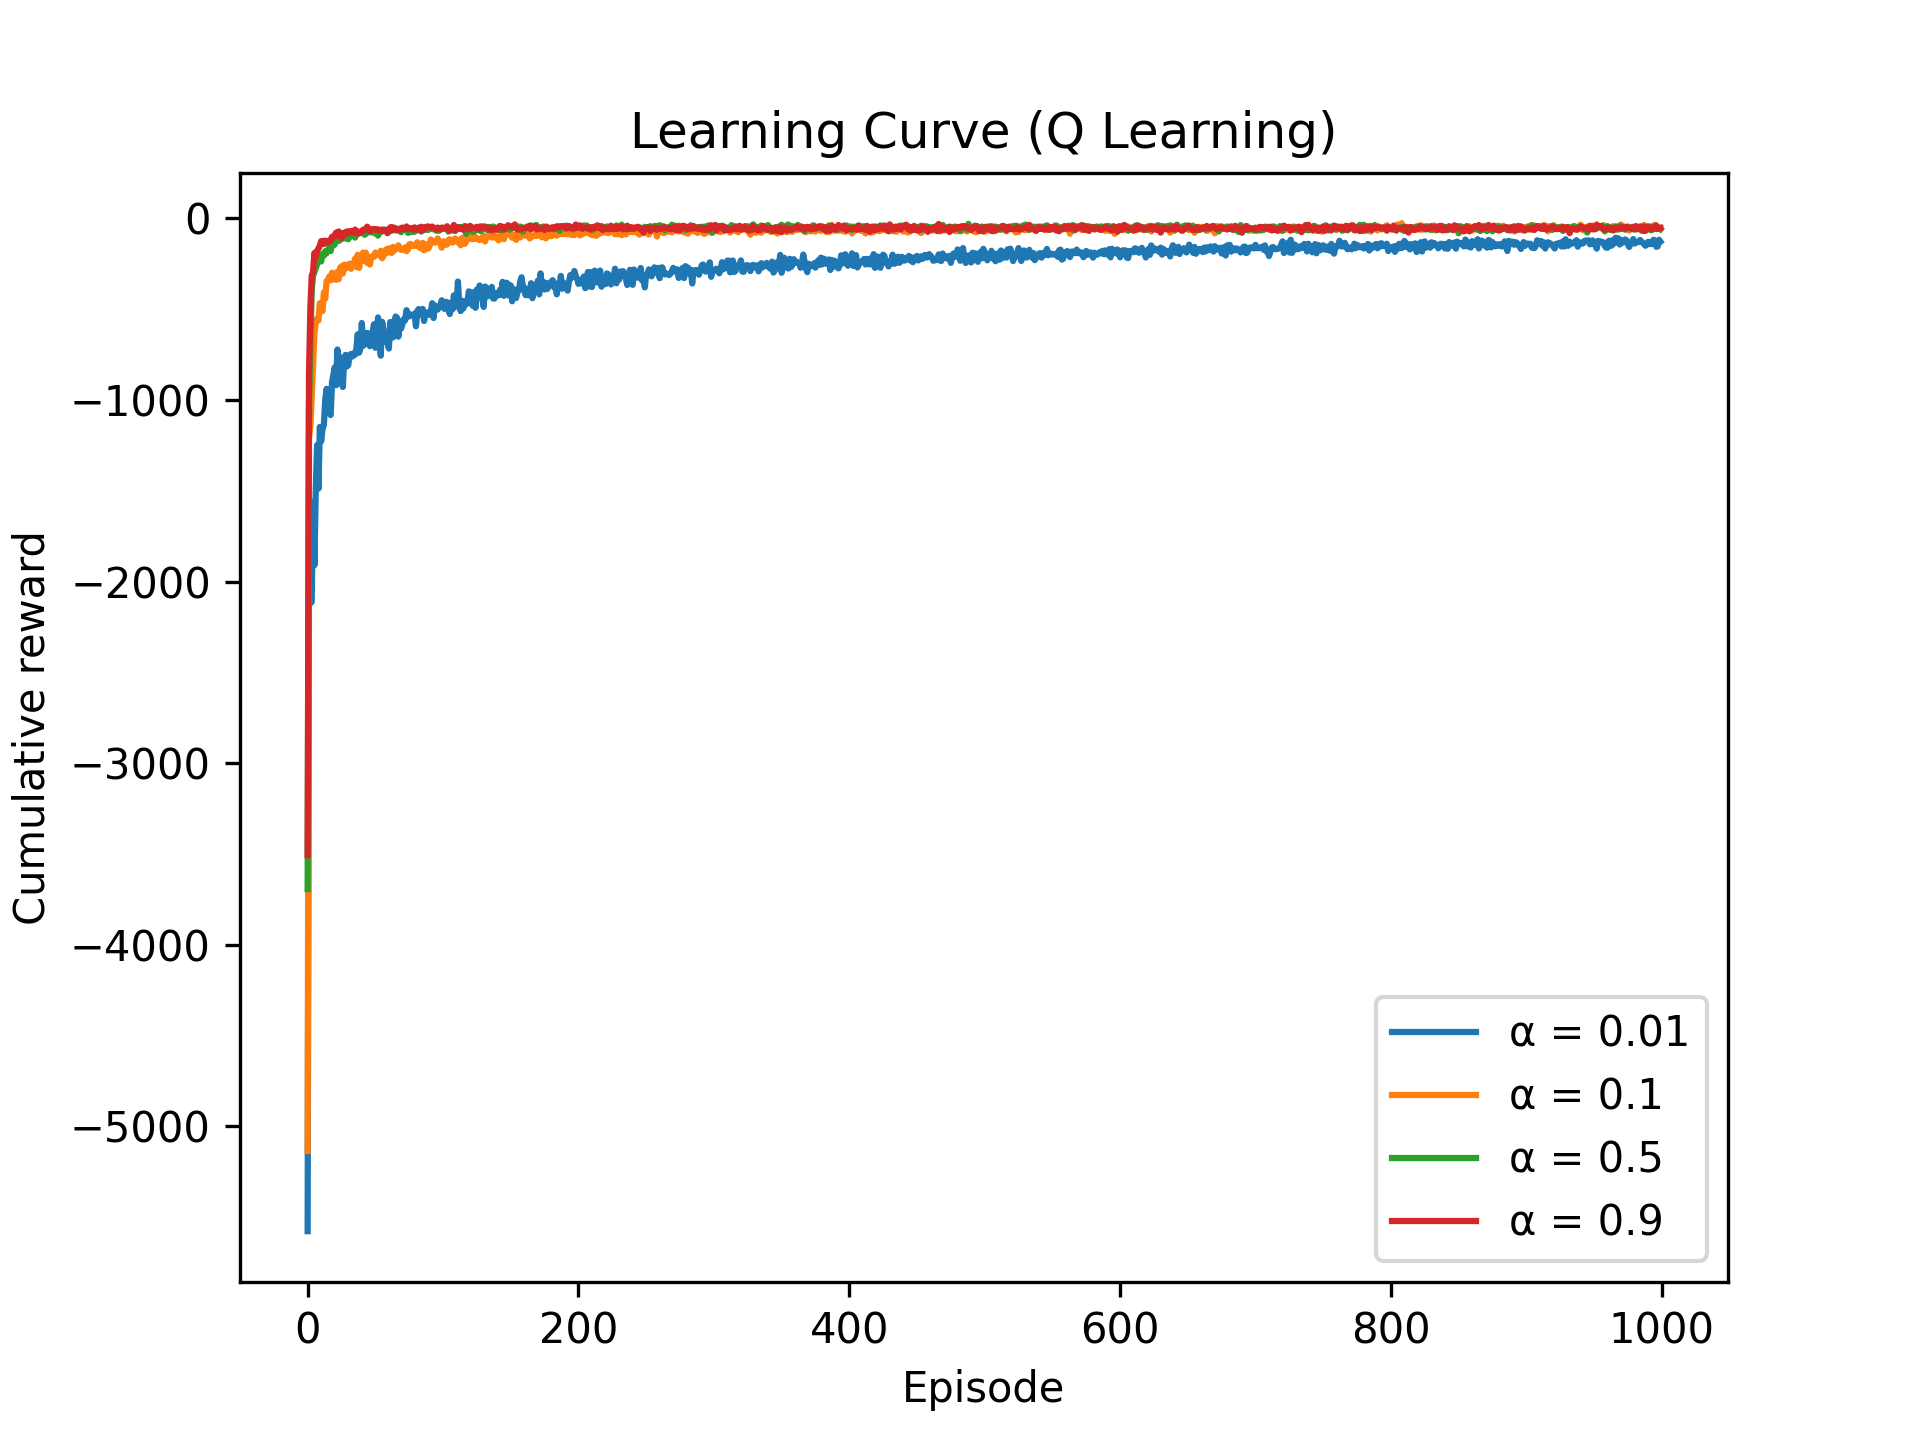 Learning Curve (Q Learning)
0
−1000
−2000
−3000
−4000
−5000
Cumulative reward
0 200 400 600 800 1000
Episode
α = 0.01
α = 0.1
α = 0.5
α = 0.9